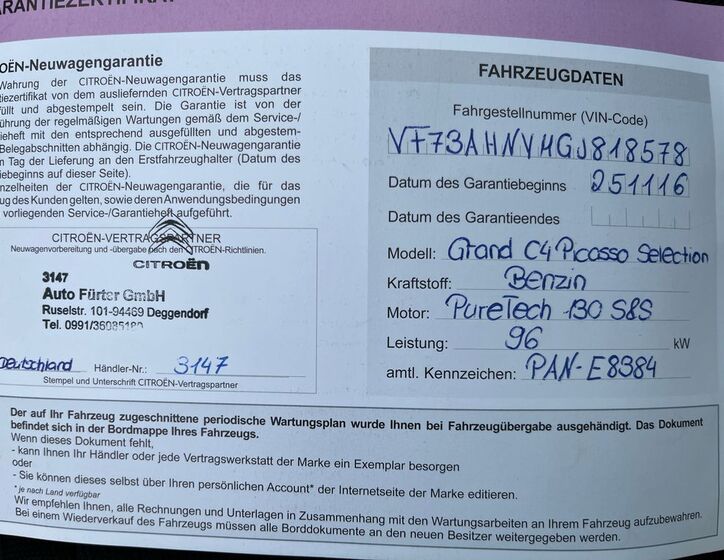 OËN-Neuwagengarantie
Wahrung der CITROËN-Neuwagengarantie muss das
tiezertifikat von dem ausliefernden CITROËN-Vertragspartner
füllt und abgestempelt sein. Die Garantie ist von der
ührung der regelmäßigen Wartungen gemäß dem Service-/
tieheft mit den entsprechend ausgefüllten und abgestem-
Belegabschnitten abhängig. Die CITROËN-Neuwagengarantie
m Tag der Lieferung an den Erstfahrzeughalter (Datum des
iebeginns auf dieser Seite).
nzelheiten der CITROËN-Neuwagengarantie, die für das
ug des Kunden gelten, sowie deren Anwendungsbedingungen
vorliegenden Service-/Garantieheft aufgeführt.
CITROËN-VERTRAGSPARTNER
Neuwagenvorbereitung und -übergabe nach den CITROËN-Richtlinien.
CITROËN
3147
Auto Fürter GmbH
Ruselstr. 101-94469 Deggendorf
Tel. 0991/
Deutschland Händler-Nr.: 3147
Stempel und Unterschrift CITROËN-Vertragspartner
FAHRZEUGDATEN
Fahrgestellnummer (VIN-Code)
VF73AHNYHGJ818578
Datum des Garantiebeginns 251116
Datum des Garantieendes
Modell: Grand C4 Picasso Selection
Kraftstoff: Benzin
Motor: PureTech 130 S&S
Leistung: 96 kW
amtl. Kennzeichen: PAN-E8384
Der auf Ihr Fahrzeug zugeschnittene periodische Wartungsplan wurde Ihnen bei Fahrzeugübergabe ausgehändigt. Das Dokument
befindet sich in der Bordmappe Ihres Fahrzeugs.
Wenn dieses Dokument fehlt,
- kann Ihnen Ihr Händler oder jede Vertragswerkstatt der Marke ein Exemplar besorgen
oder
- Sie können dieses selbst über Ihren persönlichen Account* der Internetseite der Marke editieren.
* je nach Land verfügbar
Wir empfehlen Ihnen, alle Rechnungen und Unterlagen in Zusammenhang mit den Wartungsarbeiten an Ihrem Fahrzeug aufzubewahren.
Bei einem Wiederverkauf des Fahrzeugs müssen alle Borddokumente an den neuen Besitzer weitergegeben werden.